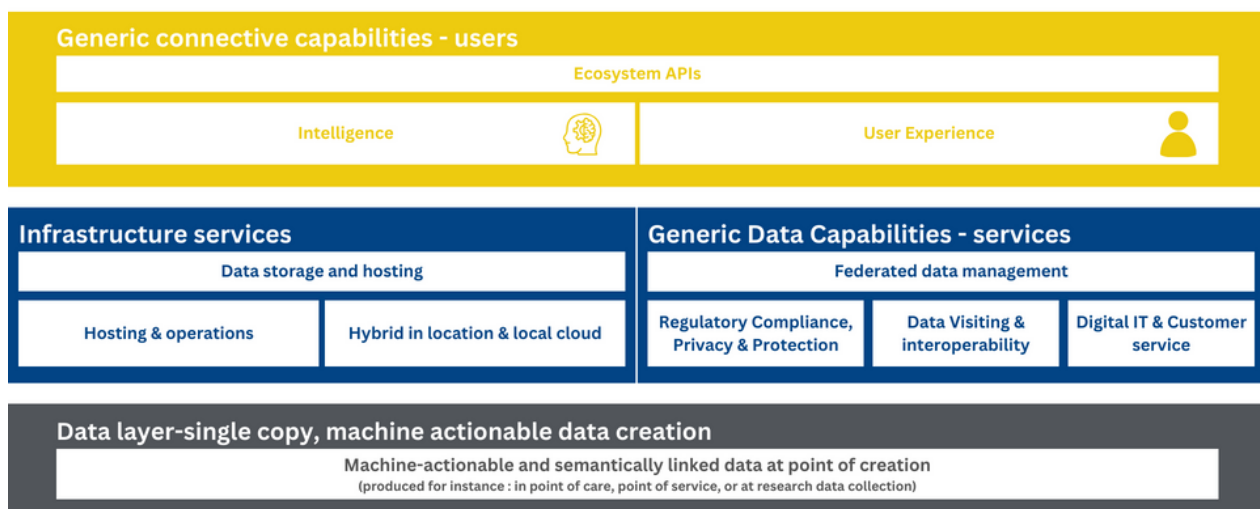 Generic connective capabilities - users
Ecosystem APIs
Intelligence
User Experience
Infrastructure services
Data storage and hosting
Hosting & operations
Hybrid in location & local cloud
Generic Data Capabilities - services
Federated data management
Regulatory Compliance,
Privacy & Protection
Data Visiting &
interoperability
Digital IT & Customer
service
Data layer-single copy, machine actionable data creation
Machine-actionable and semantically linked data at point of creation
(produced for instance : in point of care, point of service, or at research data collection)